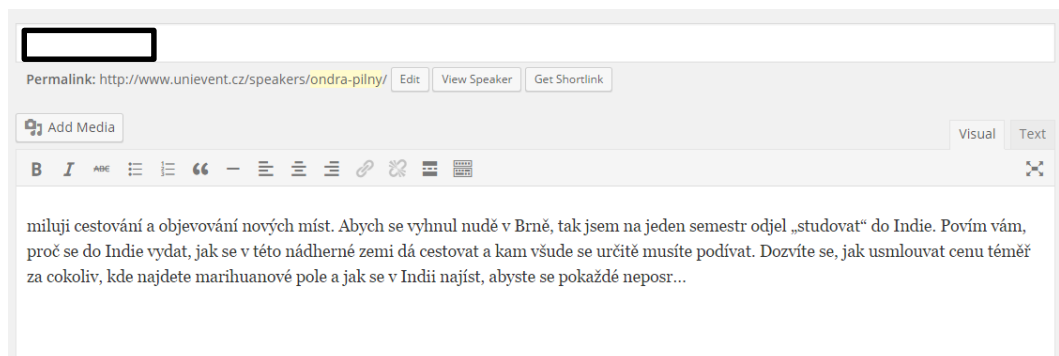 Permalink: http://www.unievent.cz/speakers/ondra-pilny/ Edit View Speaker Get Shortlink
Add Media
Visual Text
B I ABC
miluji cestování a objevování nových míst. Abych se vyhnul nudě v Brně, tak jsem na jeden semestr odjel „studovat“ do Indie. Povím vám,
proč se do Indie vydat, jak se v této nádherné zemi dá cestovat a kam všude se určitě musíte podívat. Dozvíte se, jak usmlouvat cenu téměř
za cokoliv, kde najdete marihuanové pole a jak se v Indii najíst, abyste se pokaždé neposr…